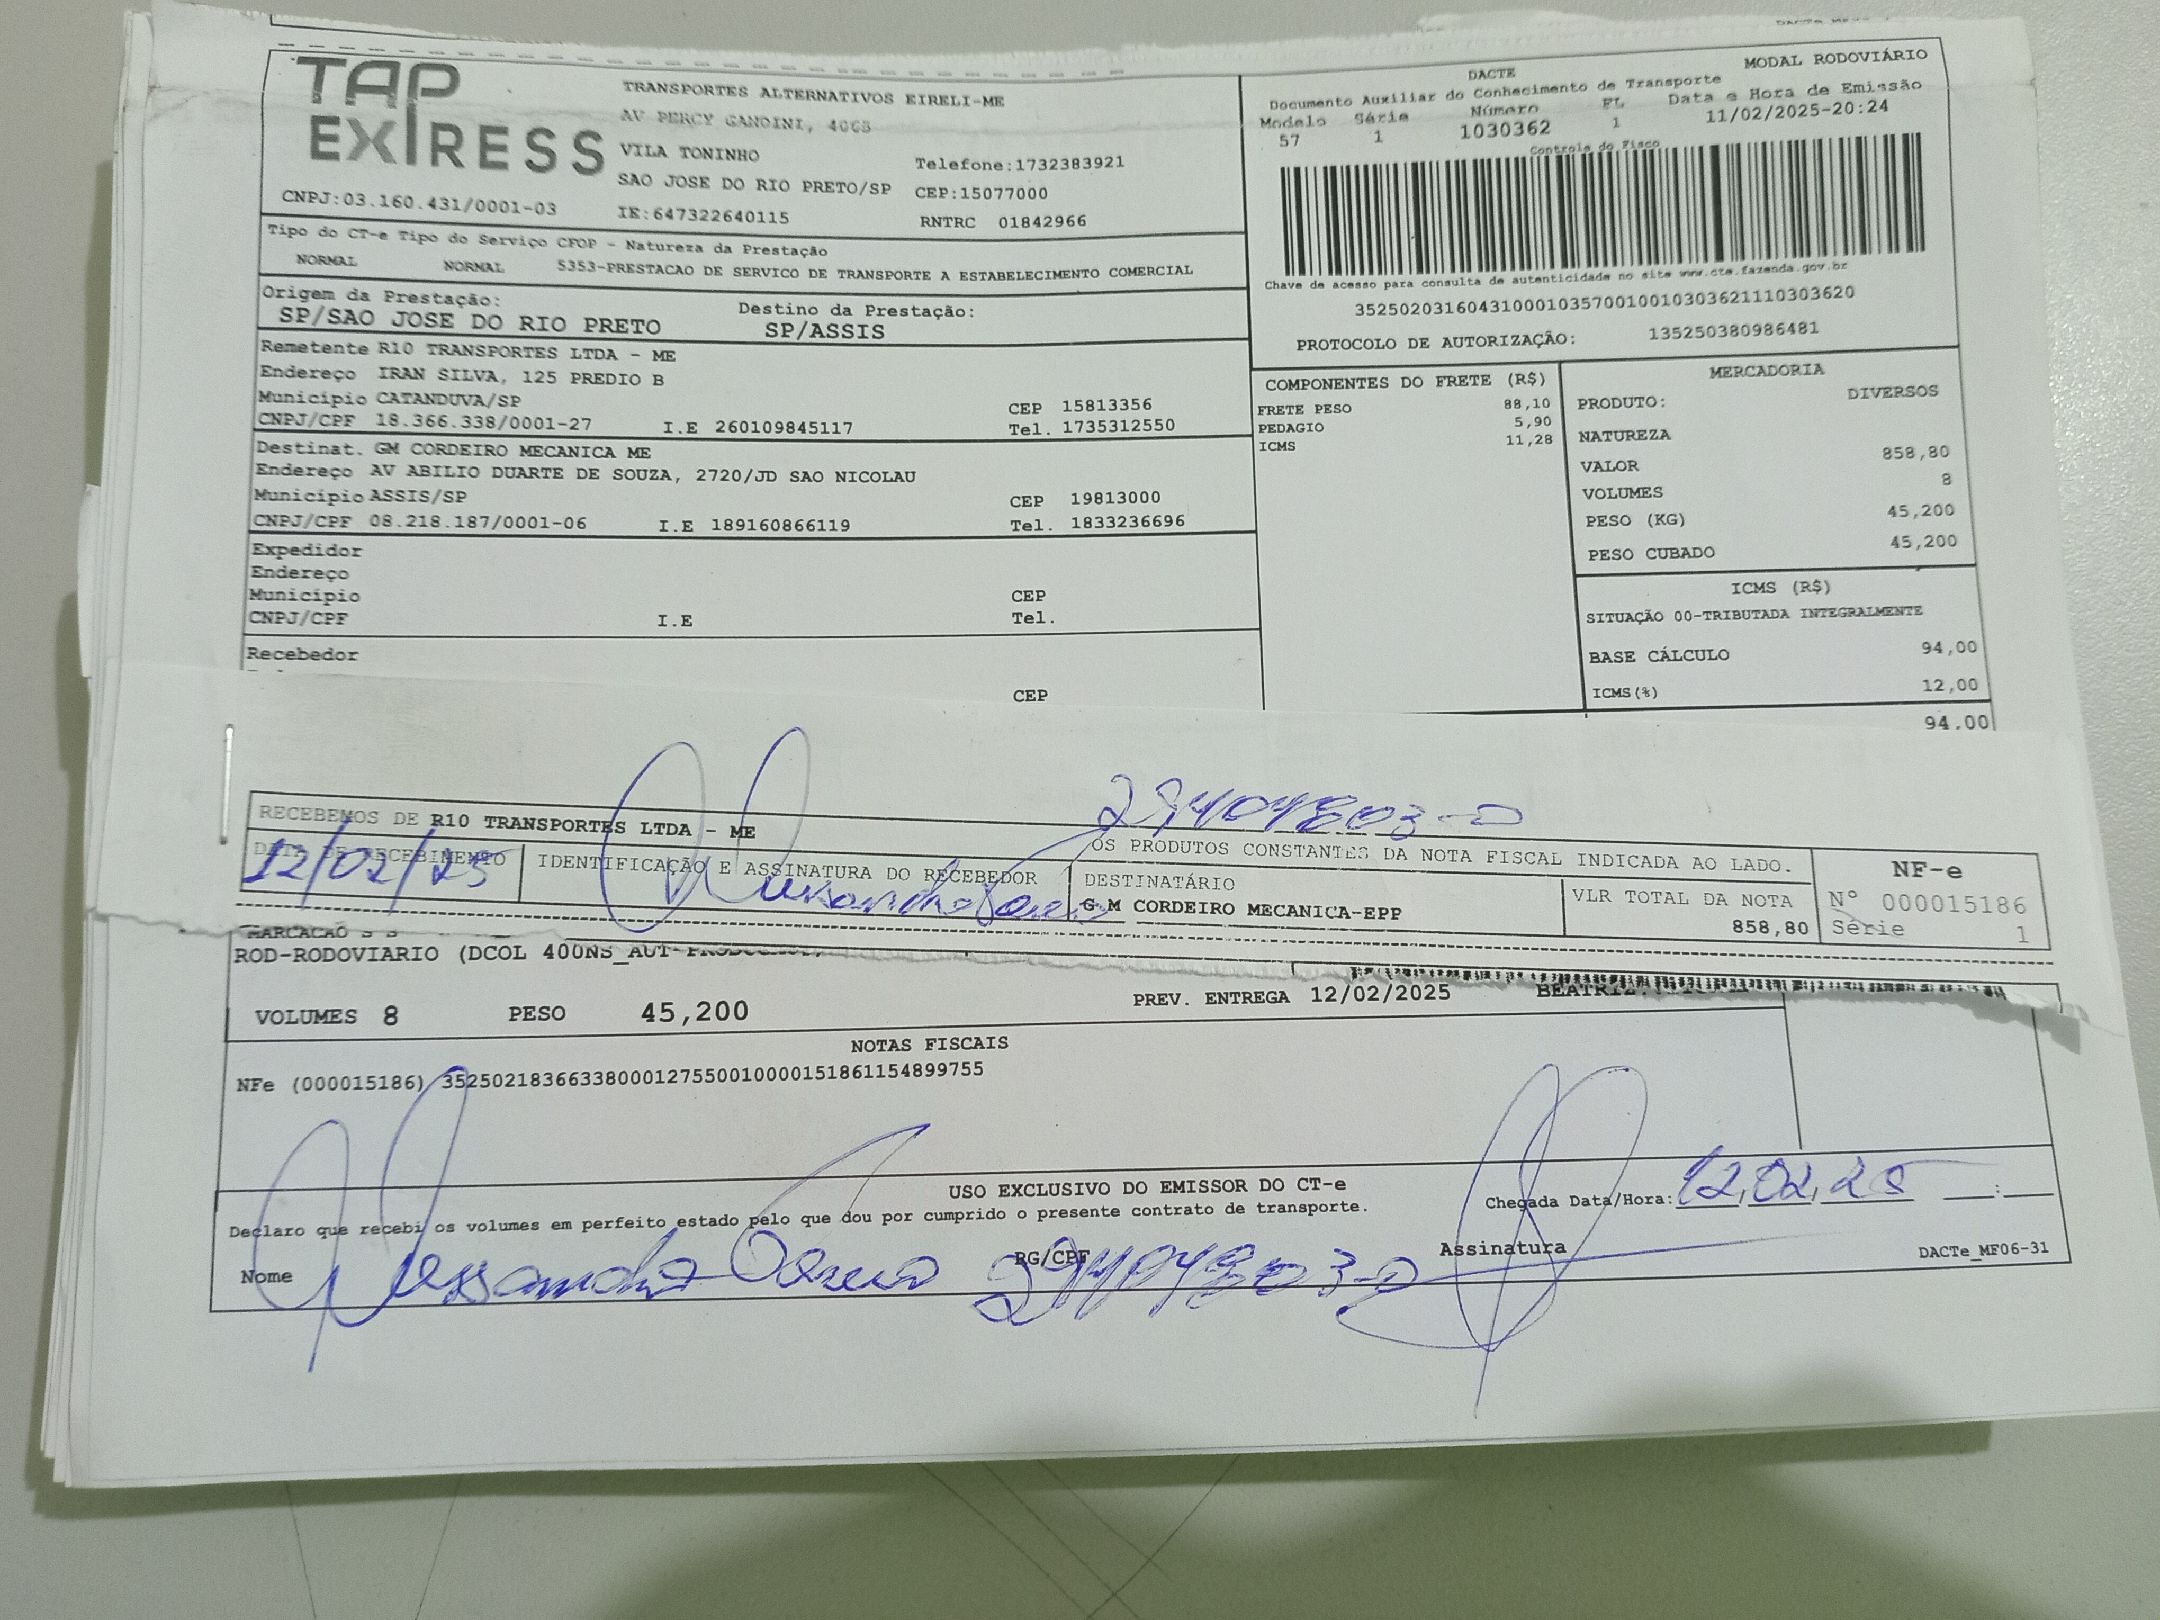 TAP
EXPRESS
TRANSPORTES ALTERNATIVOS EIRELI-ME
VILA TONINHO
Telefone:1732383921
SAO JOSE DO RIO PRETO/SP CEP:15077000
CNPJ:03.160.431/0001-03 IE:647322640115 RNTRC 01842966
DACTE MODAL RODOVIÁRIO
Documento Auxiliar do Conhecimento de Transporte
Modelo Série Número FL Data e Hora de Emissão
57 1 1030362 1 11/02/2025-20:24
Controle do Fisco
Chave de acesso para consulta de autenticidade no site www.cte.fazenda.gov.br
35250203160431000103570010010303621110303620
PROTOCOLO DE AUTORIZAÇÃO: 135250380986481
Tipo do CT-e Tipo do Serviço CFOP - Natureza da Prestação
NORMAL NORMAL 5353-PRESTACAO DE SERVICO DE TRANSPORTE A ESTABELECIMENTO COMERCIAL
Origem da Prestação: Destino da Prestação:
SP/SAO JOSE DO RIO PRETO SP/ASSIS
Remetente R10 TRANSPORTES LTDA - ME
Endereço IRAN SILVA, 125 PREDIO B
Município CATANDUVA/SP CEP 15813356
CNPJ/CPF 18.366.338/0001-27 I.E 260109845117 Tel. 1735312550
Destinat. GM CORDEIRO MECANICA ME
Endereço AV ABILIO DUARTE DE SOUZA, 2720/JD SAO NICOLAU
Município ASSIS/SP CEP 19813000
CNPJ/CPF 08.218.187/0001-06 I.E 189160866119 Tel. 1833236696
Expedidor
Endereço
Município CEP
CNPJ/CPF I.E Tel.
Recebedor
CEP
COMPONENTES DO FRETE (R$)
FRETE PESO 88,10
PEDAGIO 5,90
ICMS 11,28
MERCADORIA
PRODUTO: DIVERSOS
NATUREZA
VALOR 858,80
VOLUMES 8
PESO (KG) 45,200
PESO CUBADO 45,200
ICMS (R$)
SITUAÇÃO 00-TRIBUTADA INTEGRALMENTE
BASE CÁLCULO 94,00
ICMS(%) 12,00
94.00
29404803-0
RECEBEMOS DE R10 TRANSPORTES LTDA - ME OS PRODUTOS CONSTANTES DA NOTA FISCAL INDICADA AO LADO.
DATA DE RECEBIMENTO IDENTIFICAÇÃO E ASSINATURA DO RECEBEDOR DESTINATÁRIO VLR TOTAL DA NOTA NF-e
12/02/25 G M CORDEIRO MECANICA-EPP 858,80 Nº 000015186
Série 1
MARCACAO S S
ROD-RODOVIARIO (DCOL 400NS_AUT-
VOLUMES 8 PESO 45,200 PREV. ENTREGA 12/02/2025
NOTAS FISCAIS
NFe (000015186) 35250218366338000127550010000151861154899755
USO EXCLUSIVO DO EMISSOR DO CT-e
Declaro que recebi os volumes em perfeito estado pelo que dou por cumprido o presente contrato de transporte.
Chegada Data/Hora: 12.02.25 __:__
Nome RG/CPF 29404803-0 Assinatura DACTe_MF06-31